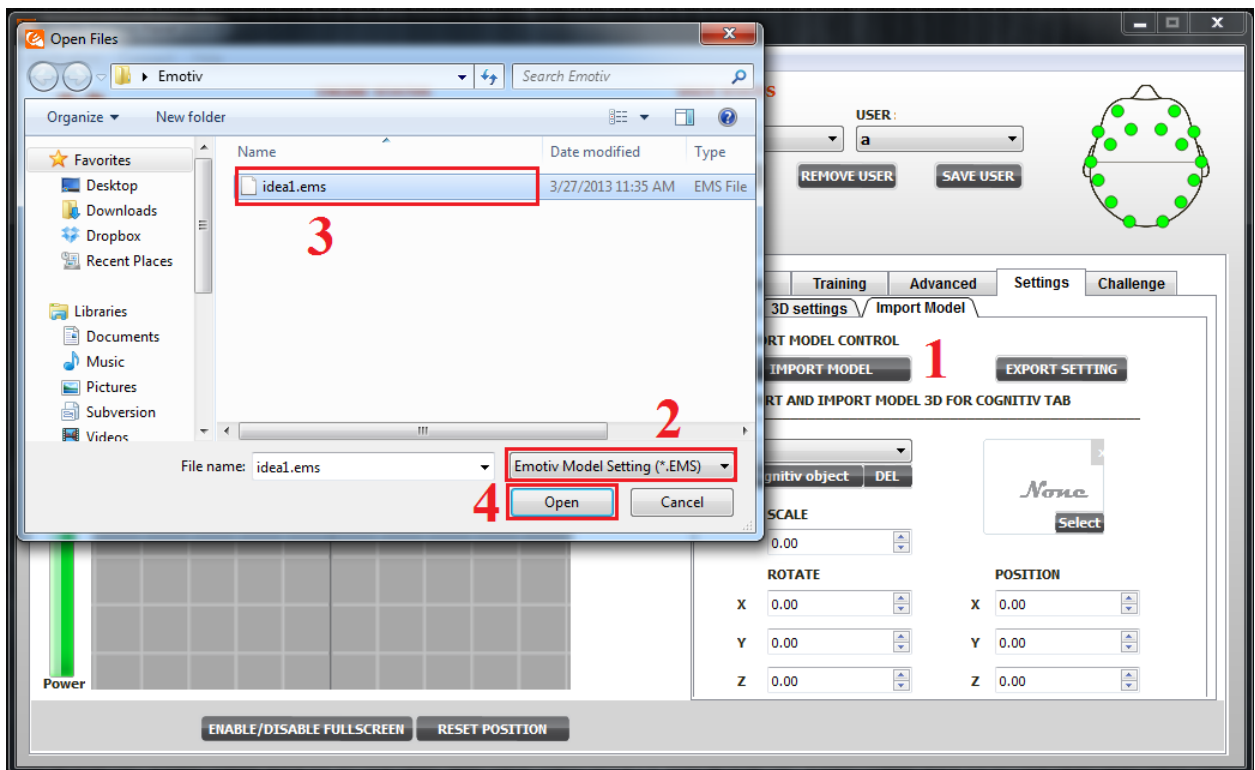 Open Files
Emotiv
Search Emotiv
Organize
New folder
Name
Date modified
Type
Favorites
Desktop
Downloads
Dropbox
Recent Places
Libraries
Documents
Music
Pictures
Subversion
Videos
idea1.ems
3/27/2013 11:35 AM
EMS File
3
2
File name:
idea1.ems
Emotiv Model Setting (*.EMS)
4
Open
Cancel
S
USER :
a
REMOVE USER
SAVE USER
Training
Advanced
Settings
Challenge
3D settings
Import Model
RT MODEL CONTROL
IMPORT MODEL
1
EXPORT SETTING
RT AND IMPORT MODEL 3D FOR COGNITIV TAB
gnitiv object
DEL
None
Select
SCALE
0.00
ROTATE
POSITION
X
0.00
X
0.00
Y
0.00
Y
0.00
Z
0.00
Z
0.00
Power
ENABLE/DISABLE FULLSCREEN
RESET POSITION